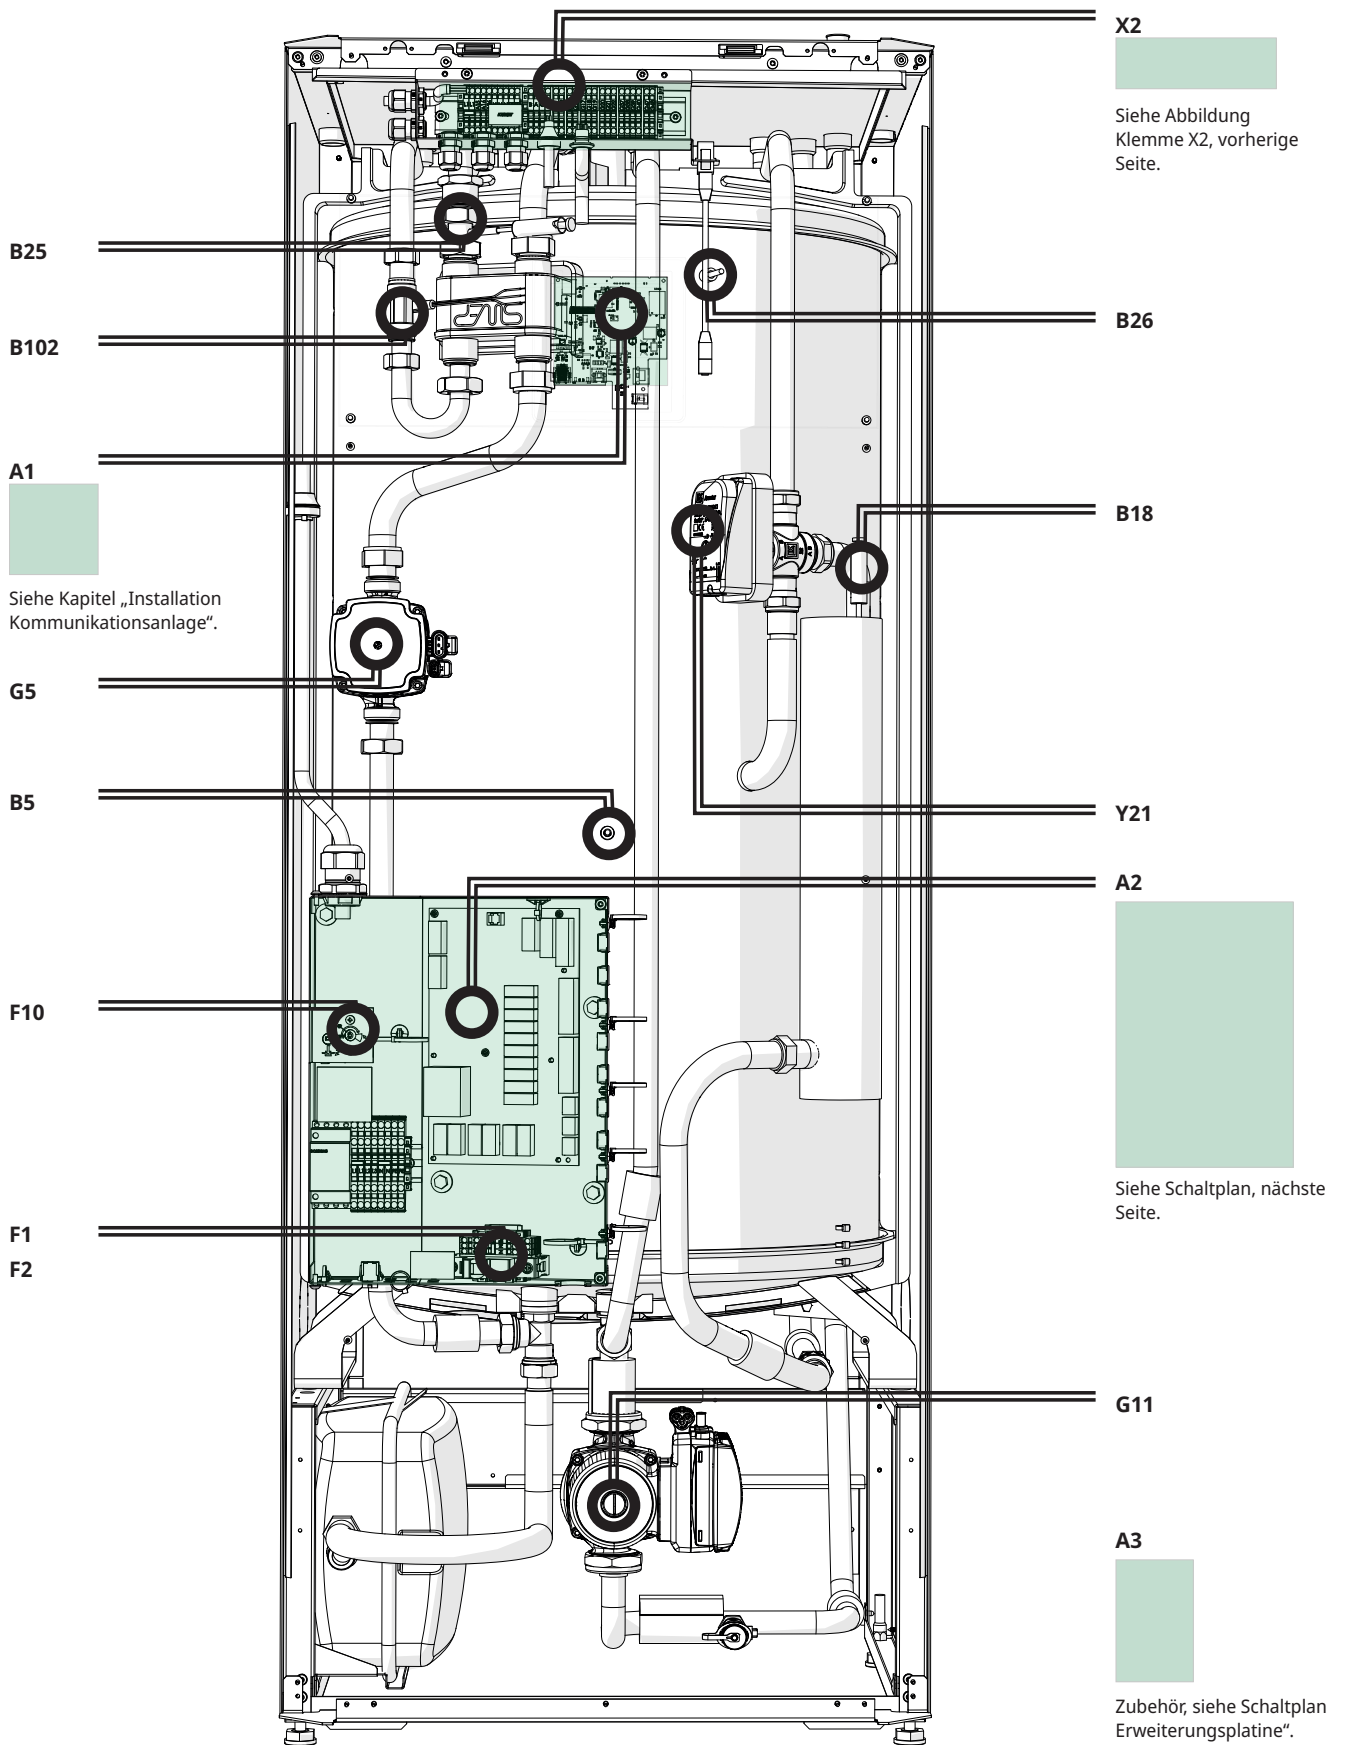 X2
Siehe Abbildung
Klemme X2, vorherige
Seite.
B25
B26
B102
A1
Siehe Kapitel „Installation
Kommunikationsanlage“.
B18
G5
B5
Y21
A2
Siehe Schaltplan, nächste
Seite.
F10
F1
F2
G11
A3
Zubehör, siehe Schaltplan
Erweiterungsplatine“.
SWEP